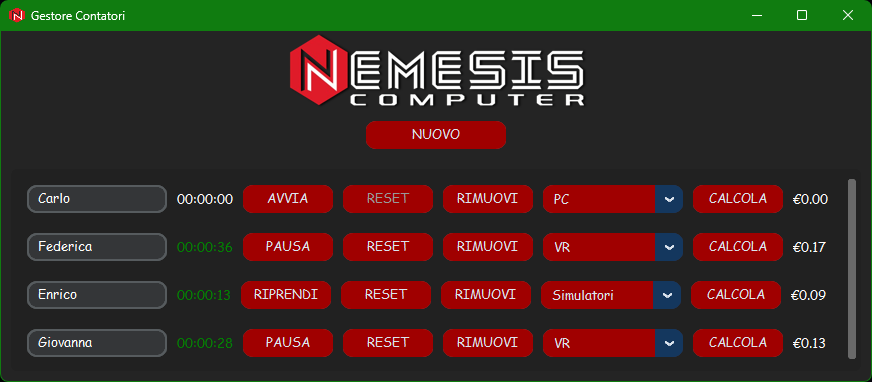 Gestore Contatori
NEMESIS
COMPUTER
NUOVO
Carlo 00:00:00 AVVIA RESET RIMUOVI PC CALCOLA €0.00
Federica 00:00:36 PAUSA RESET RIMUOVI VR CALCOLA €0.17
Enrico 00:00:13 RIPRENDI RESET RIMUOVI Simulatori CALCOLA €0.09
Giovanna 00:00:28 PAUSA RESET RIMUOVI VR CALCOLA €0.13